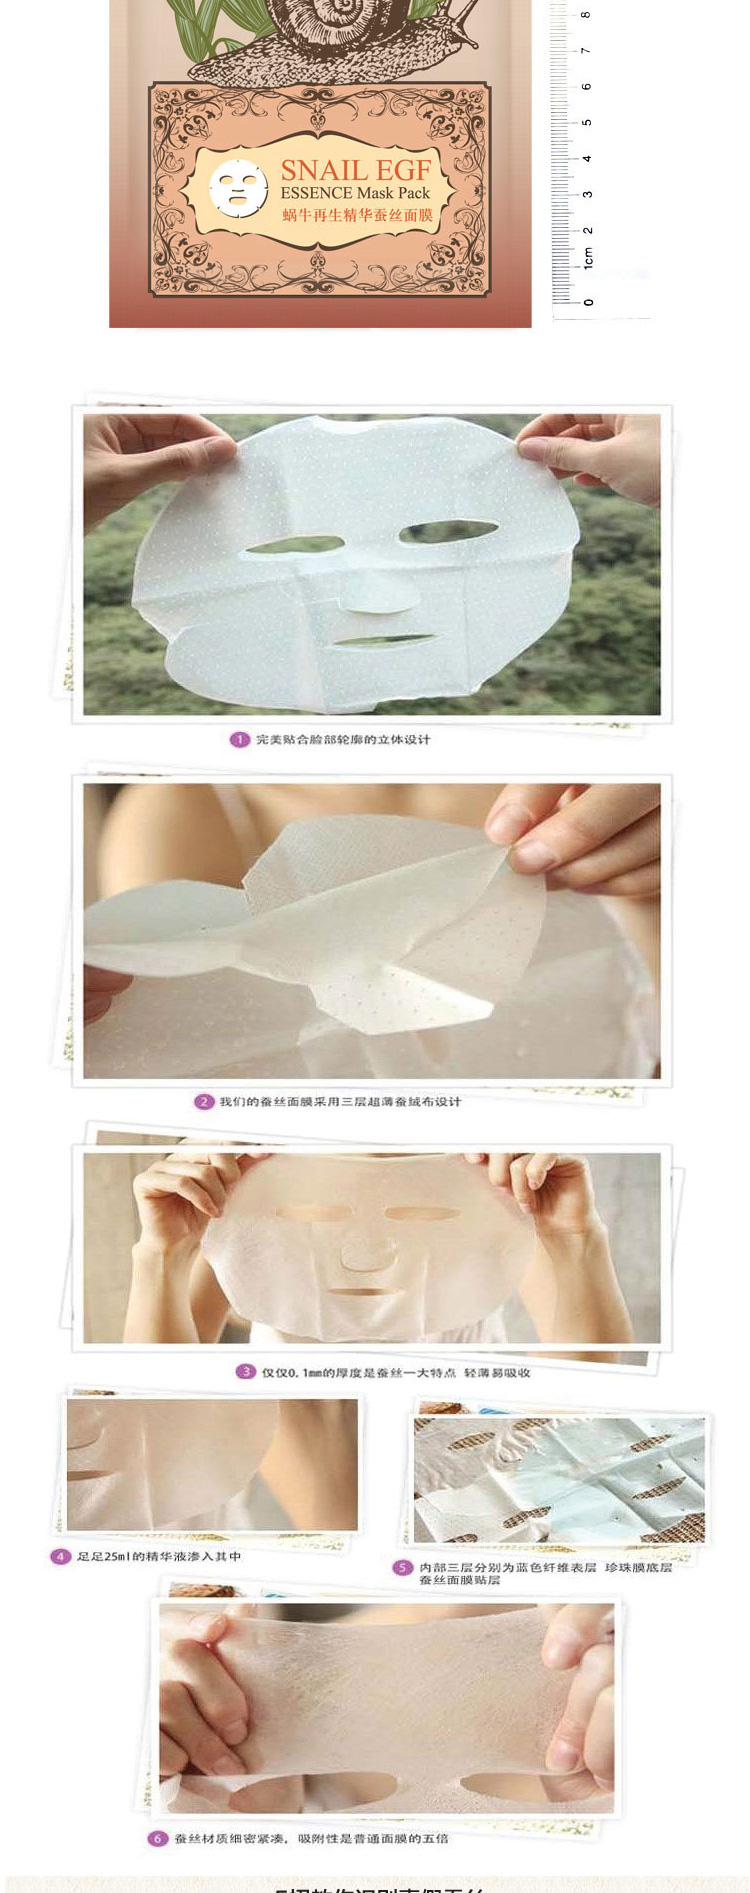 8
7
6
5
4
3
2
1cm
0
SNAIL EGF
ESSENCE Mask Pack
蜗牛再生精华蚕丝面膜
1 完美贴合脸部轮廓的立体设计
2 我们的蚕丝面膜采用三层超薄蚕绒布设计
3 仅仅0.1mm的厚度是蚕丝一大特点 轻薄易吸收
4 足足25ml的精华液渗入其中
5 内部三层分别为蓝色纤维表层 珍珠膜底层
蚕丝面膜贴层
6 蚕丝材质细密紧凑，吸附性是普通面膜的五倍